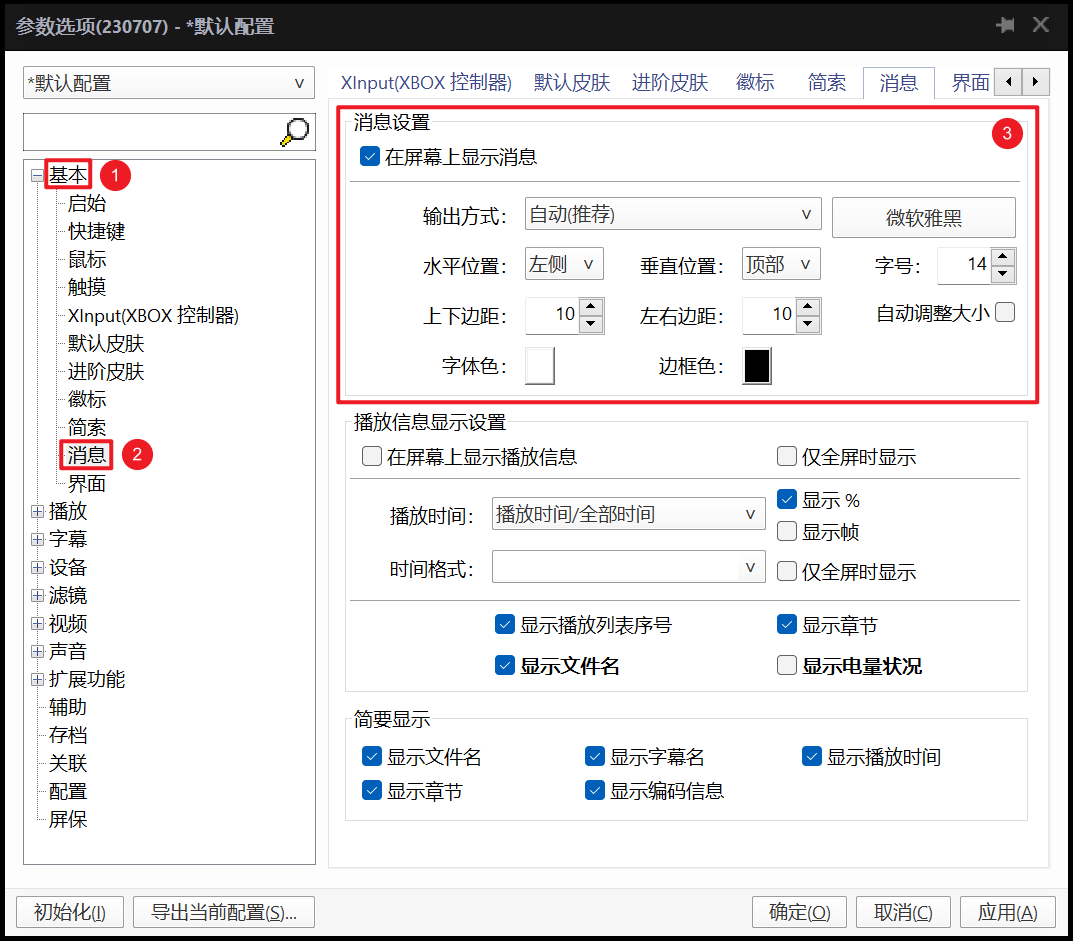 参数选项(230707) - *默认配置
*默认配置
基本 1
启始
快捷键
鼠标
触摸
XInput(XBOX 控制器)
默认皮肤
进阶皮肤
徽标
简索
消息 2
界面
播放
字幕
设备
滤镜
视频
声音
扩展功能
辅助
存档
关联
配置
屏保
XInput(XBOX 控制器) 默认皮肤 进阶皮肤 徽标 简索 消息 界面
消息设置 3
在屏幕上显示消息
输出方式: 自动(推荐) 微软雅黑
水平位置: 左侧 垂直位置: 顶部 字号: 14
上下边距: 10 左右边距: 10 自动调整大小
字体色: 边框色:
播放信息显示设置
在屏幕上显示播放信息 仅全屏时显示
播放时间: 播放时间/全部时间 显示 %
显示帧
时间格式: 仅全屏时显示
显示播放列表序号 显示章节
显示文件名 显示电量状况
简要显示
显示文件名 显示字幕名 显示播放时间
显示章节 显示编码信息
初始化(I) 导出当前配置(S)... 确定(O) 取消(C) 应用(A)